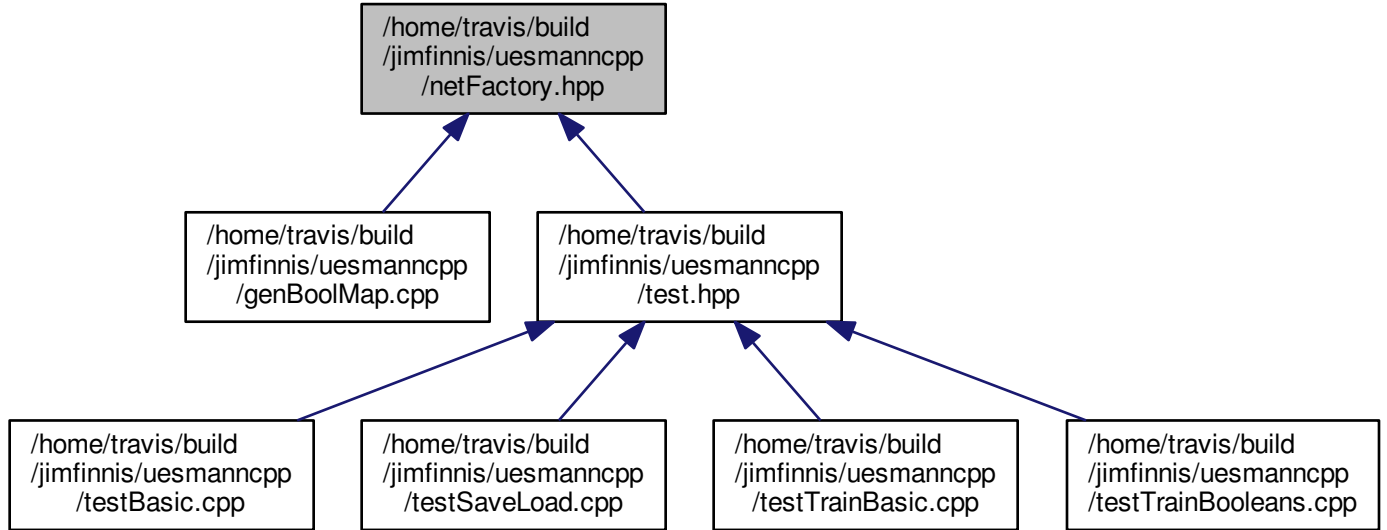 /home/travis/build
/jimfinnis/uesmanncpp
/netFactory.hpp
/home/travis/build
/jimfinnis/uesmanncpp
/genBoolMap.cpp
/home/travis/build
/jimfinnis/uesmanncpp
/test.hpp
/home/travis/build
/jimfinnis/uesmanncpp
/testBasic.cpp
/home/travis/build
/jimfinnis/uesmanncpp
/testSaveLoad.cpp
/home/travis/build
/jimfinnis/uesmanncpp
/testTrainBasic.cpp
/home/travis/build
/jimfinnis/uesmanncpp
/testTrainBooleans.cpp